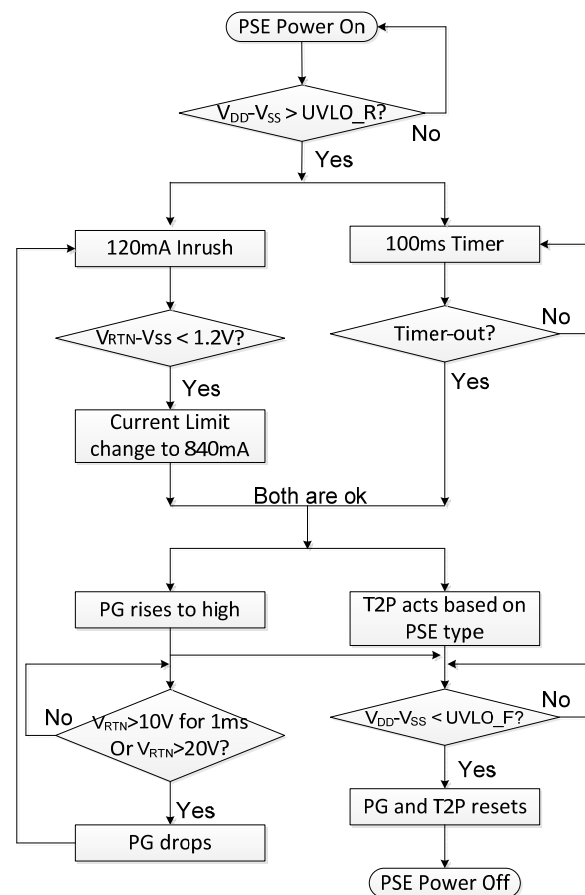 PSE Power On
VDD-VSS > UVLO_R?
No
Yes
120mA Inrush
100ms Timer
VRTN-VSS < 1.2V?
Timer-out?
No
Yes
Yes
Current Limit
change to 840mA
Both are ok
PG rises to high
T2P acts based on
PSE type
No
VRTN>10V for 1ms
Or VRTN>20V?
VDD-VSS < UVLO_F?
No
Yes
Yes
PG drops
PG and T2P resets
PSE Power Off